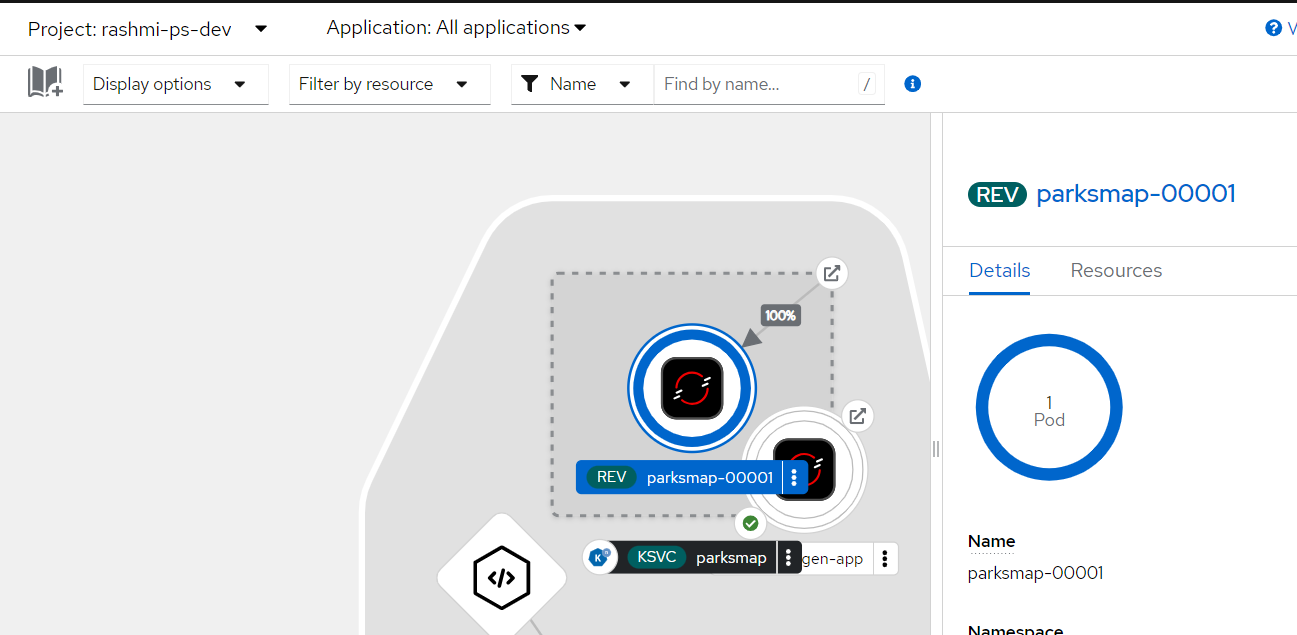 Project: rashmi-ps-dev
Application: All applications
Display options
Filter by resource
Name
Find by name...
/
REV parksmap-00001
Details
Resources
100%
1
Pod
REV parksmap-00001
KSVC parksmap
gen-app
Name
parksmap-00001
Namespace